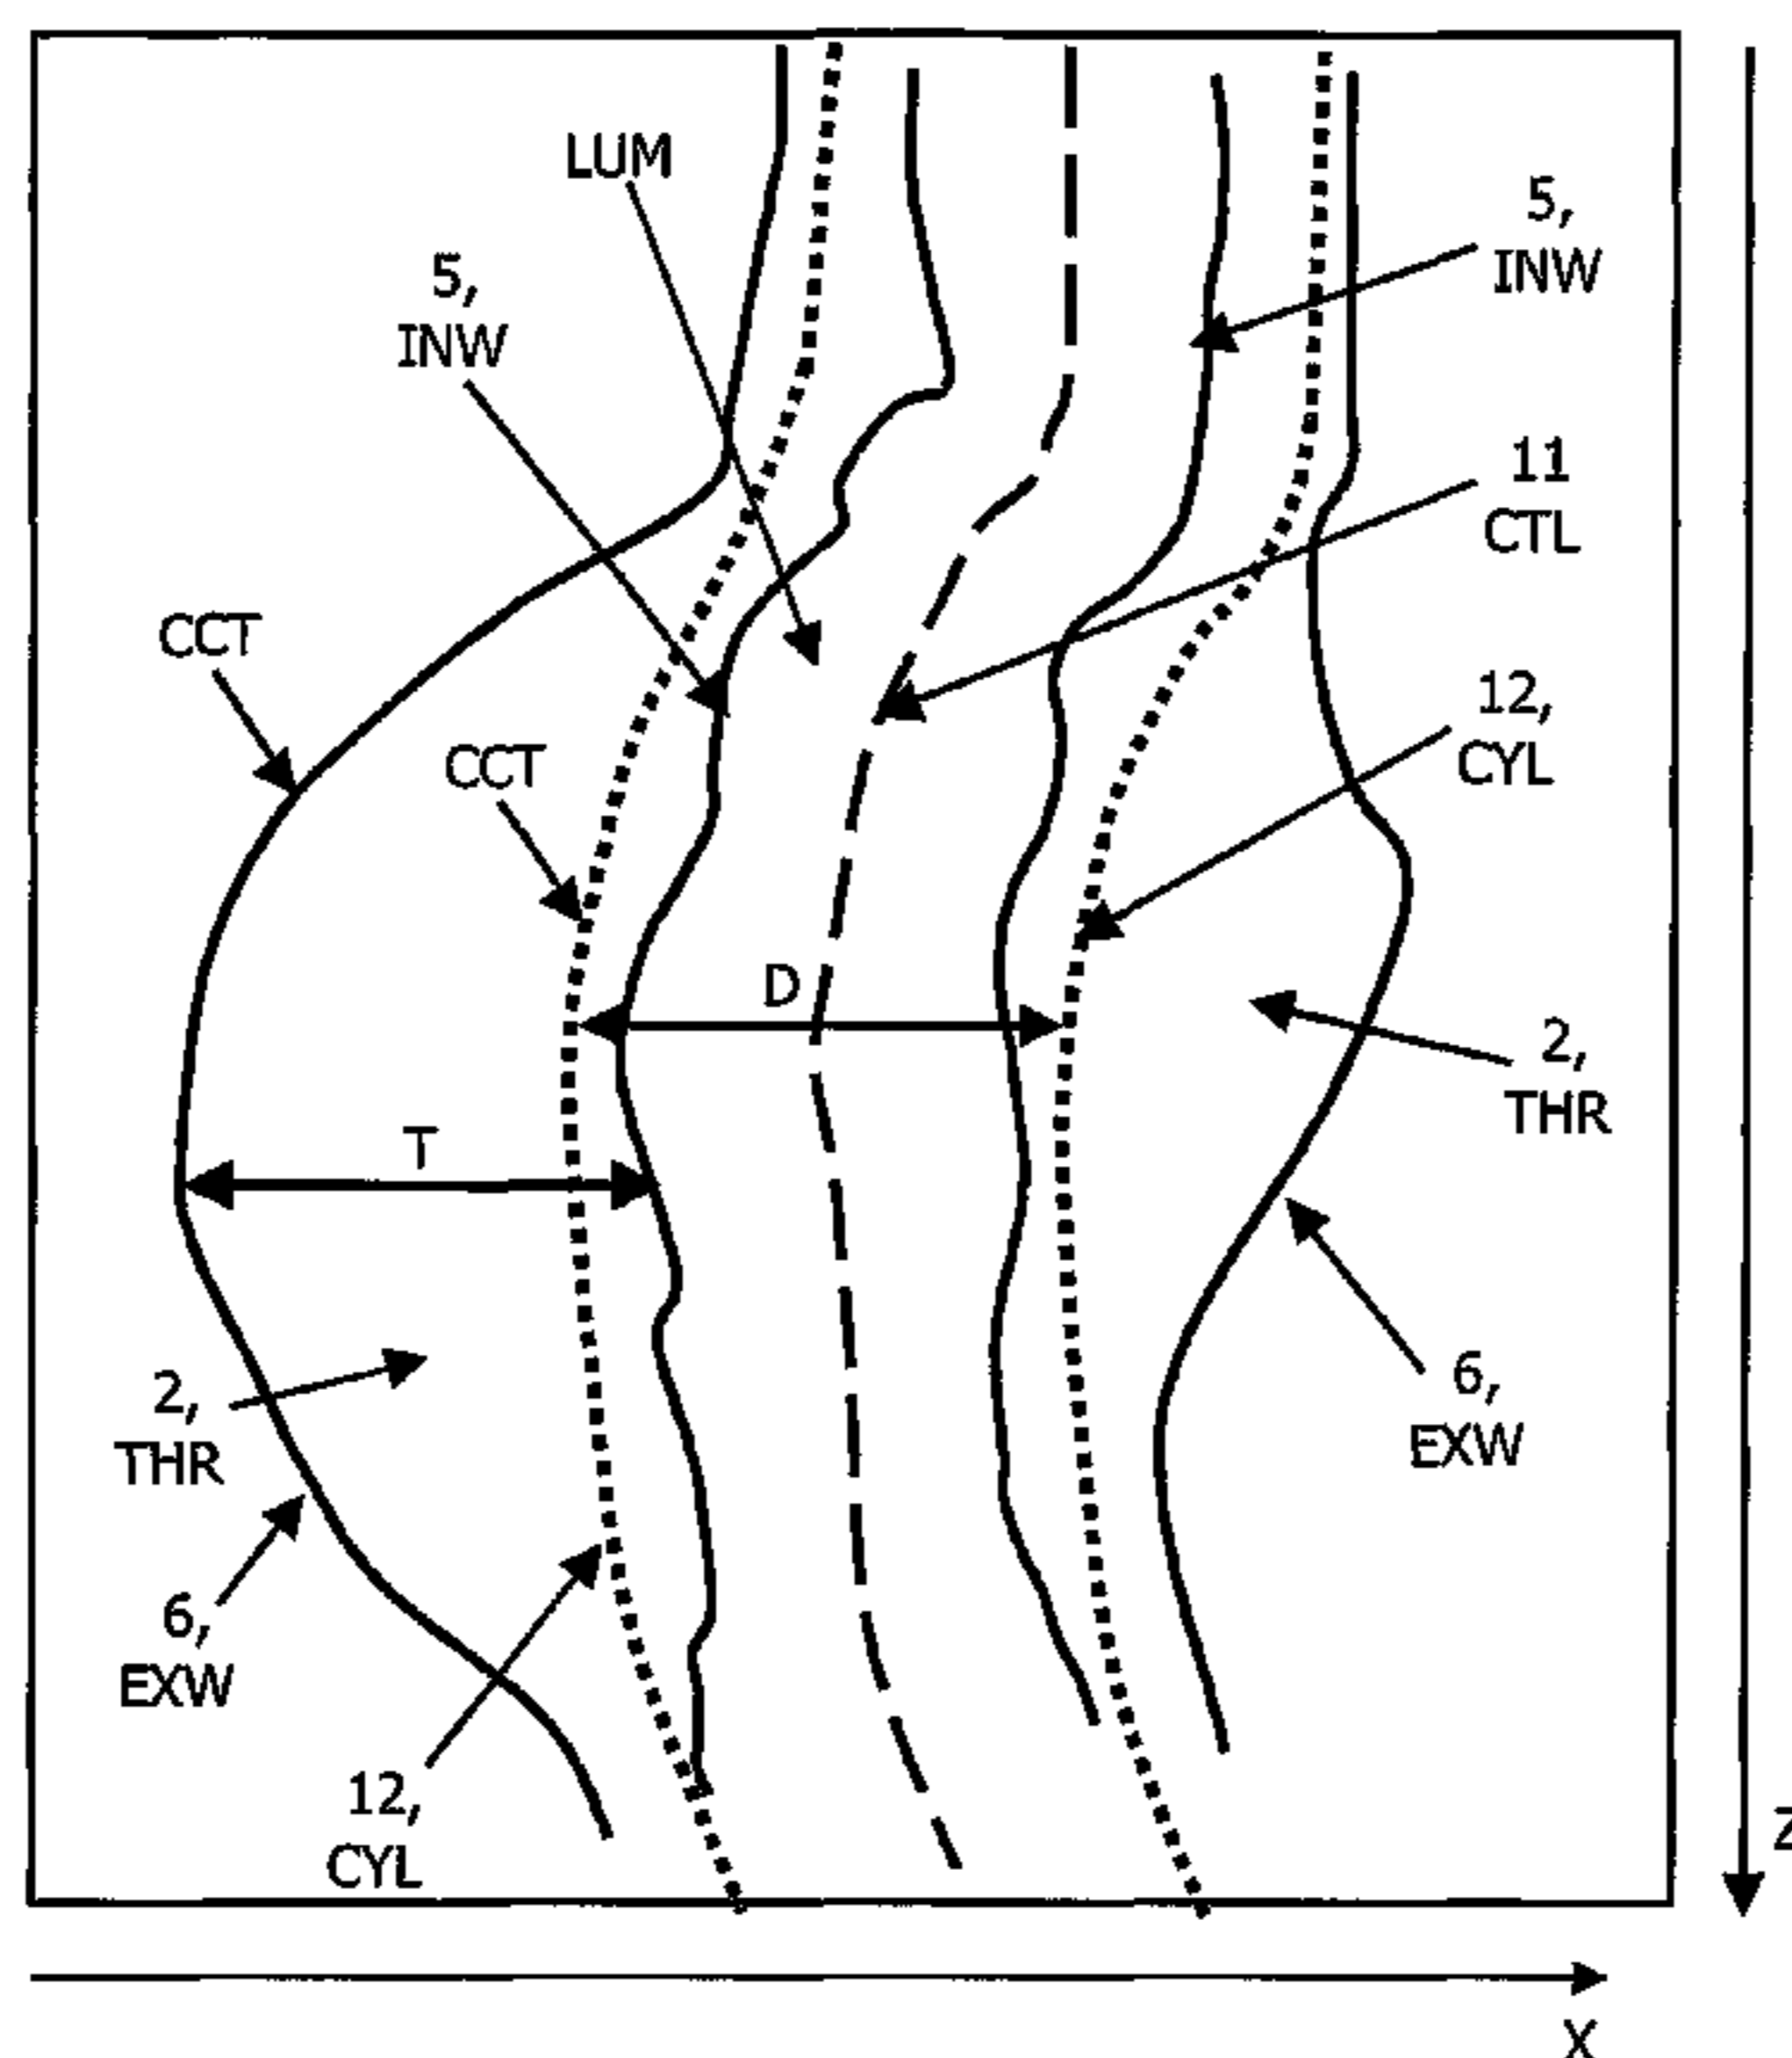 LUM
5,
INW
5,
INW
11
CTL
CCT
CCT
12,
CYL
D
2,
THR
T
6,
EXW
2,
THR
6,
EXW
12,
CYL
Z
X